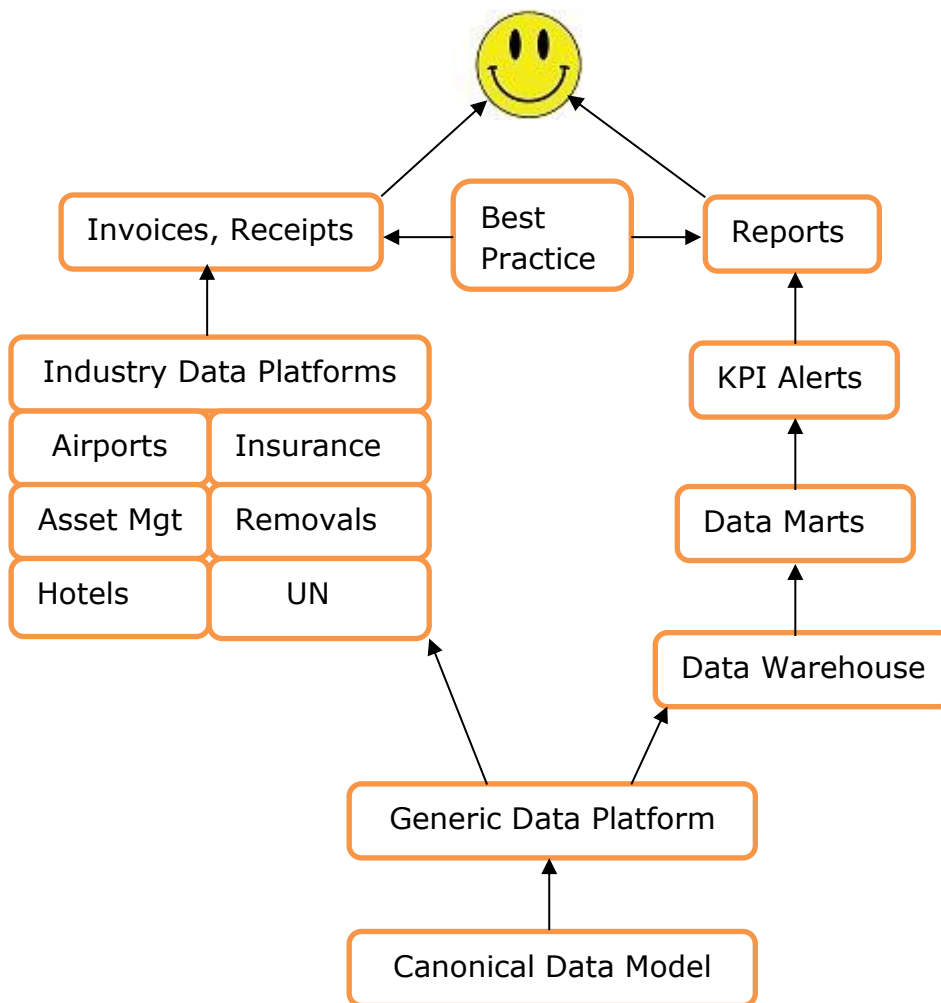 Invoices, Receipts
Best
Practice
Reports
Industry Data Platforms
KPI Alerts
Airports
Insurance
Asset Mgt
Removals
Data Marts
Hotels
UN
Data Warehouse
Generic Data Platform
Canonical Data Model